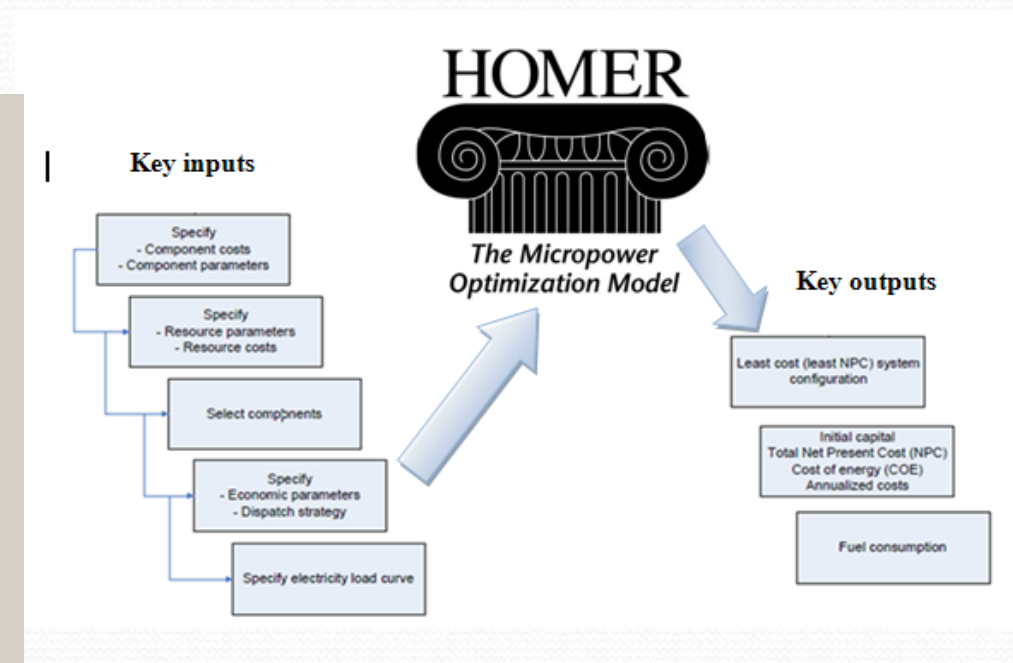 HOMER
The Micropower
Optimization Model
Key inputs
Specify
- Component costs
- Component parameters
Specify
- Resource parameters
- Resource costs
Select components
Specify
- Economic parameters
- Dispatch strategy
Specify electricity load curve
Key outputs
Least cost (least NPC) system
configuration
Initial capital
Total Net Present Cost (NPC)
Cost of energy (COE)
Annualized costs
Fuel consumption